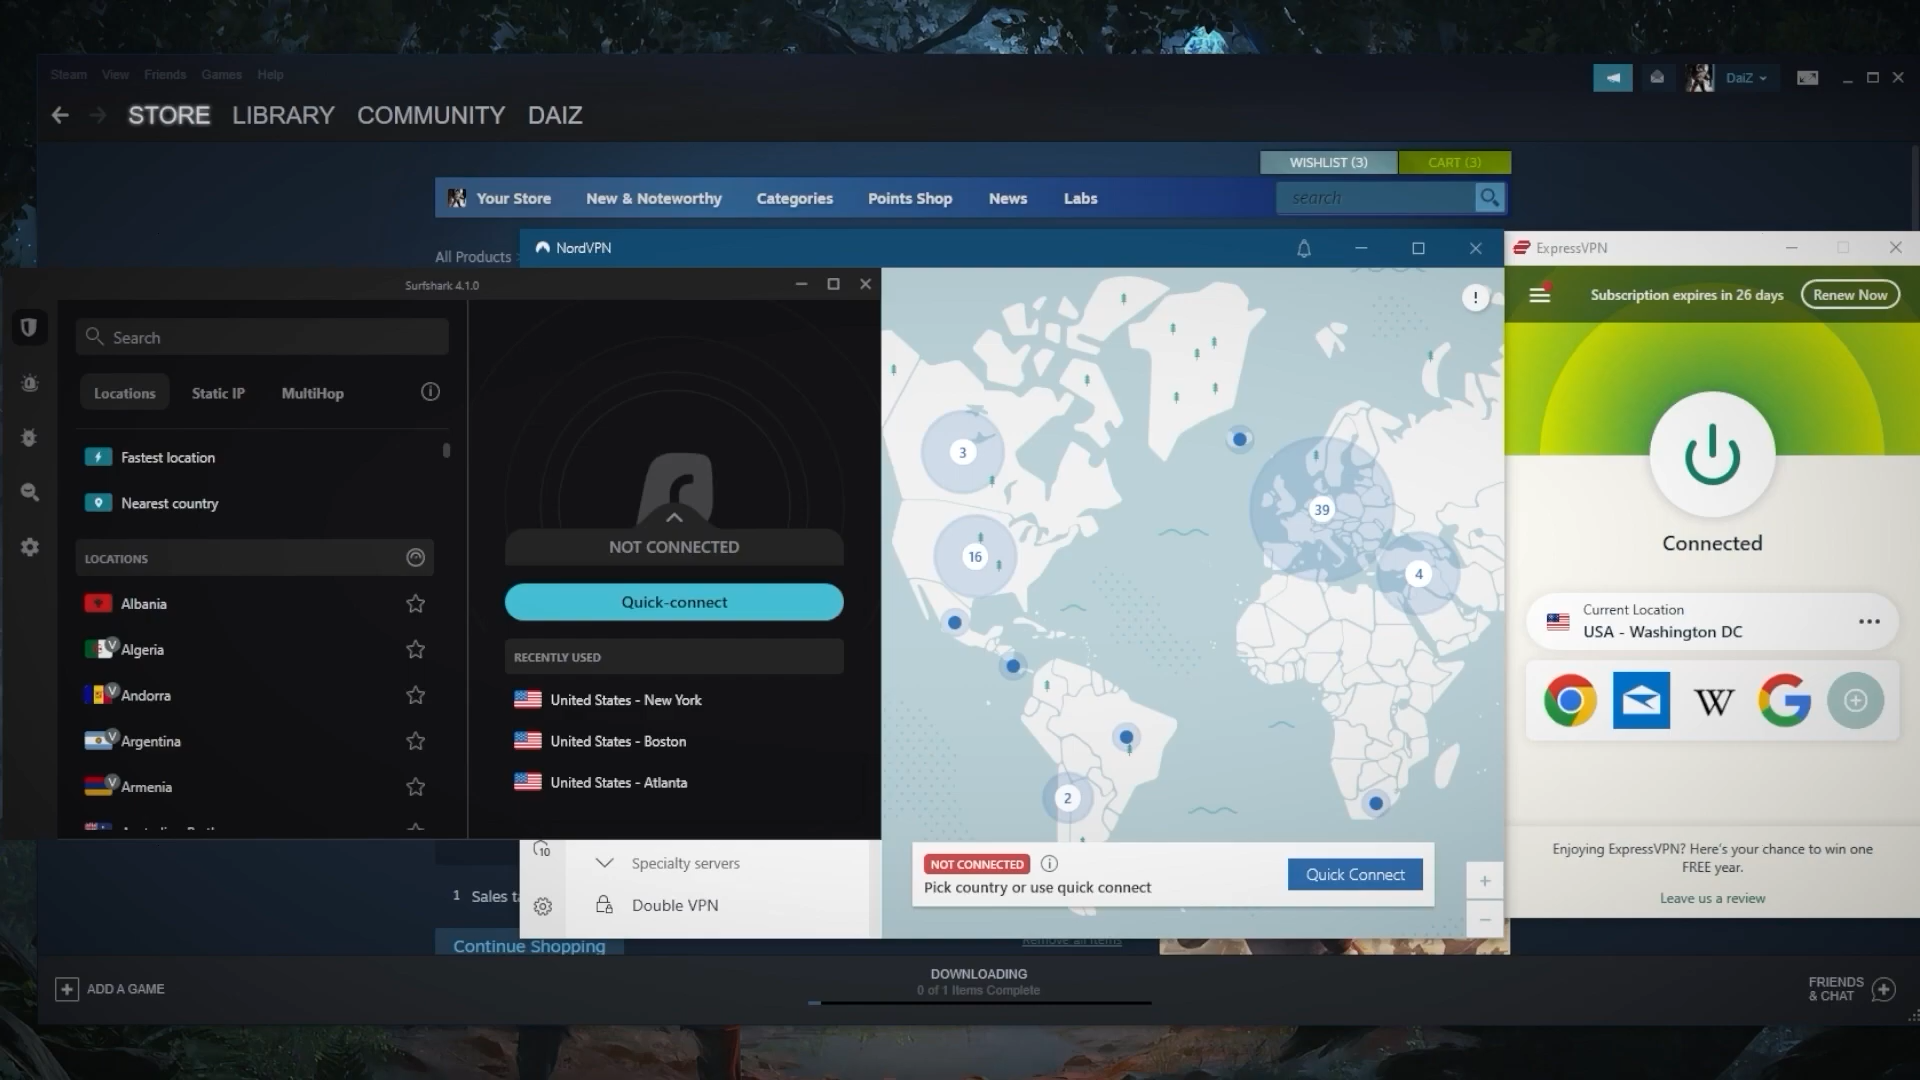 Steam View Friends Games Help
DaiZ
STORE LIBRARY COMMUNITY DAIZ
WISHLIST (3) CART (3)
Your Store New & Noteworthy Categories Points Shop News Labs
search
All Products >
NordVPN
ExpressVPN
Surfshark 4.1.0
Search
Locations Static IP MultiHop
Fastest location
Nearest country
LOCATIONS
Albania
Algeria
Andorra
Argentina
Armenia
NOT CONNECTED
Quick-connect
RECENTLY USED
United States - New York
United States - Boston
United States - Atlanta
3
16
39
4
2
!
10
Specialty servers
Double VPN
NOT CONNECTED
Pick country or use quick connect
Quick Connect
Subscription expires in 26 days Renew Now
Connected
Current Location
USA - Washington DC
W
Enjoying ExpressVPN? Here's your chance to win one
FREE year.
Leave us a review
1 Sales
Continue Shopping
Remove all items
ADD A GAME
DOWNLOADING
0 of 1 Items Complete
FRIENDS
& CHAT